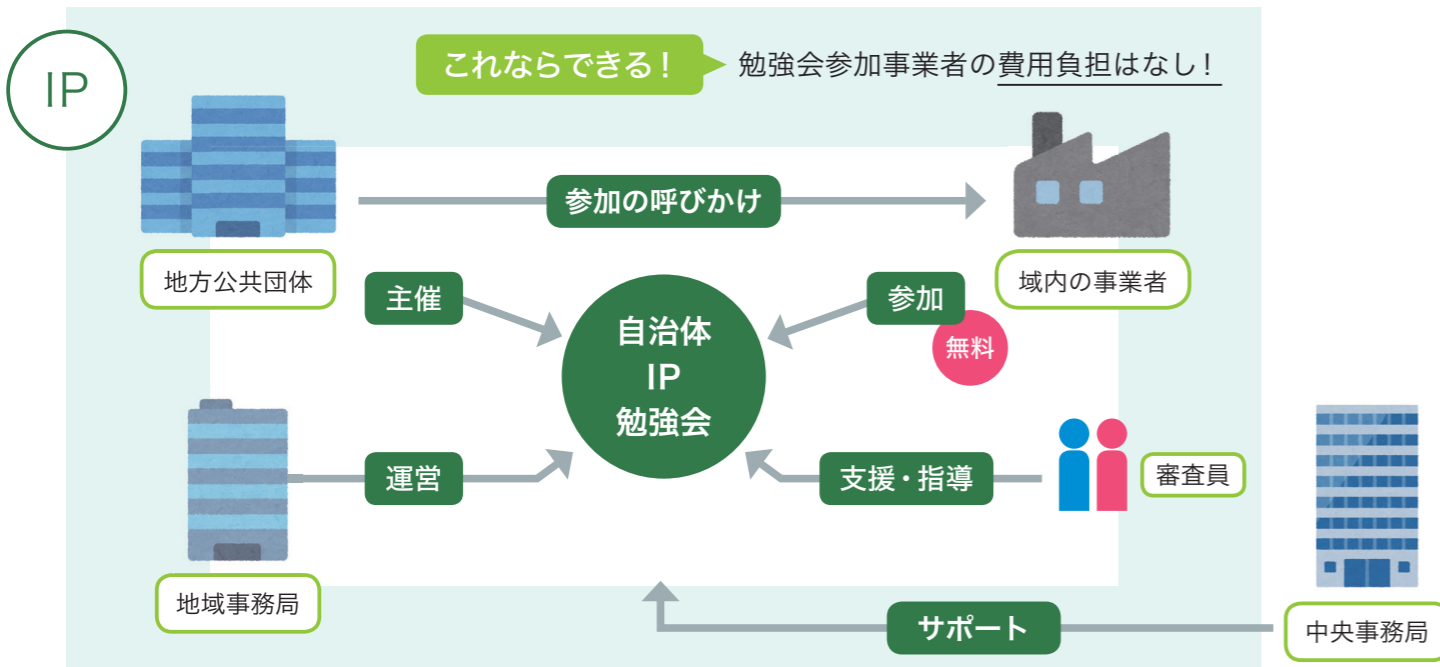 IP
これならできる！
勉強会参加事業者の費用負担はなし！
参加の呼びかけ
地方公共団体
域内の事業者
主催
参加
無料
自治体
IP
勉強会
運営
支援・指導
審査員
地域事務局
サポート
中央事務局